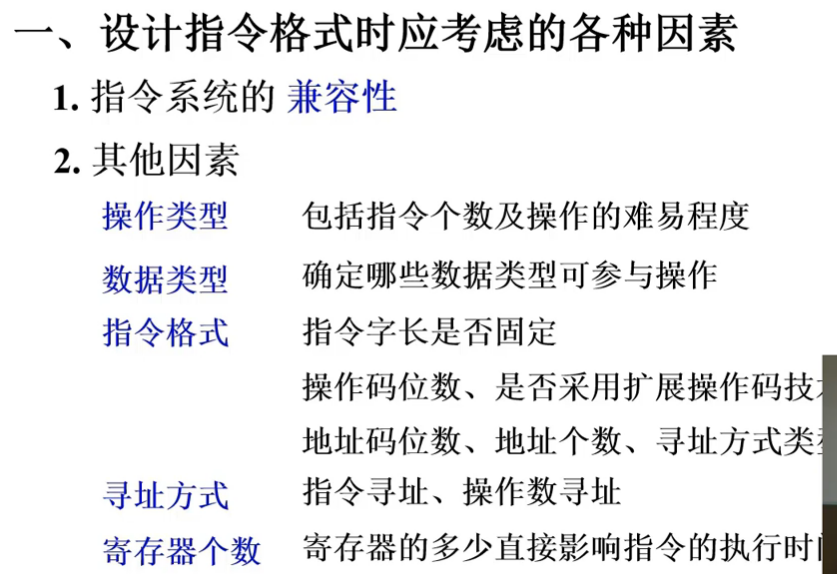 一、设计指令格式时应考虑的各种因素
1. 指令系统的 兼容性
2. 其他因素
操作类型 包括指令个数及操作的难易程度
数据类型 确定哪些数据类型可参与操作
指令格式 指令字长是否固定
操作码位数、是否采用扩展操作码技
地址码位数、地址个数、寻址方式类
寻址方式 指令寻址、操作数寻址
寄存器个数 寄存器的多少直接影响指令的执行时